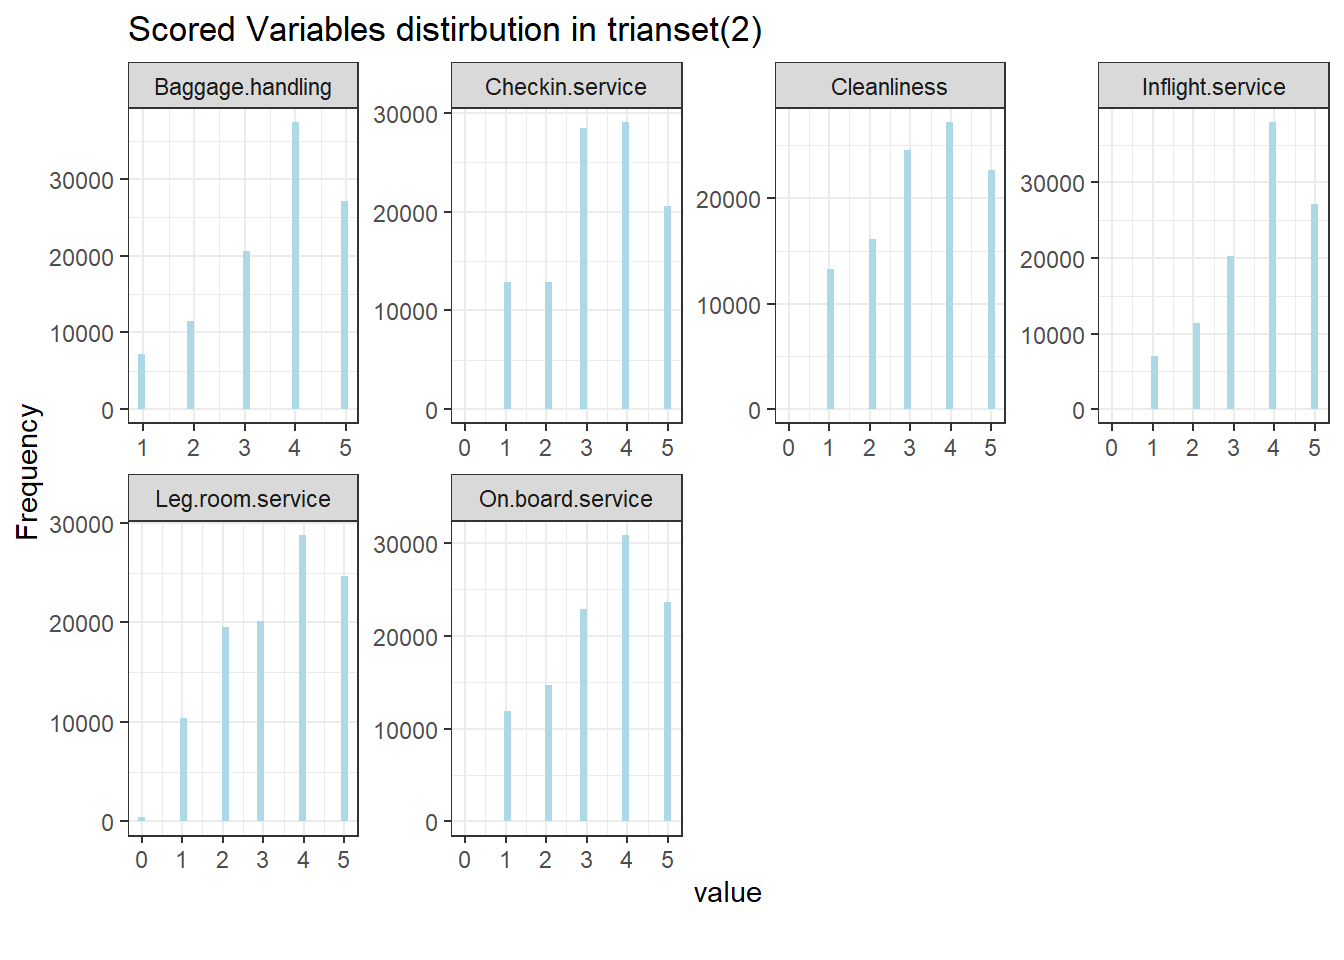 Scored Variables distirbution in trianset(2)
Baggage.handling
30000
20000
10000
0
1 2 3 4 5
Checkin.service
30000
20000
10000
0
0 1 2 3 4 5
Cleanliness
20000
10000
0
0 1 2 3 4 5
Inflight.service
30000
20000
10000
0
0 1 2 3 4 5
Frequency
Leg.room.service
30000
20000
10000
0
0 1 2 3 4 5
On.board.service
30000
20000
10000
0
0 1 2 3 4 5
value